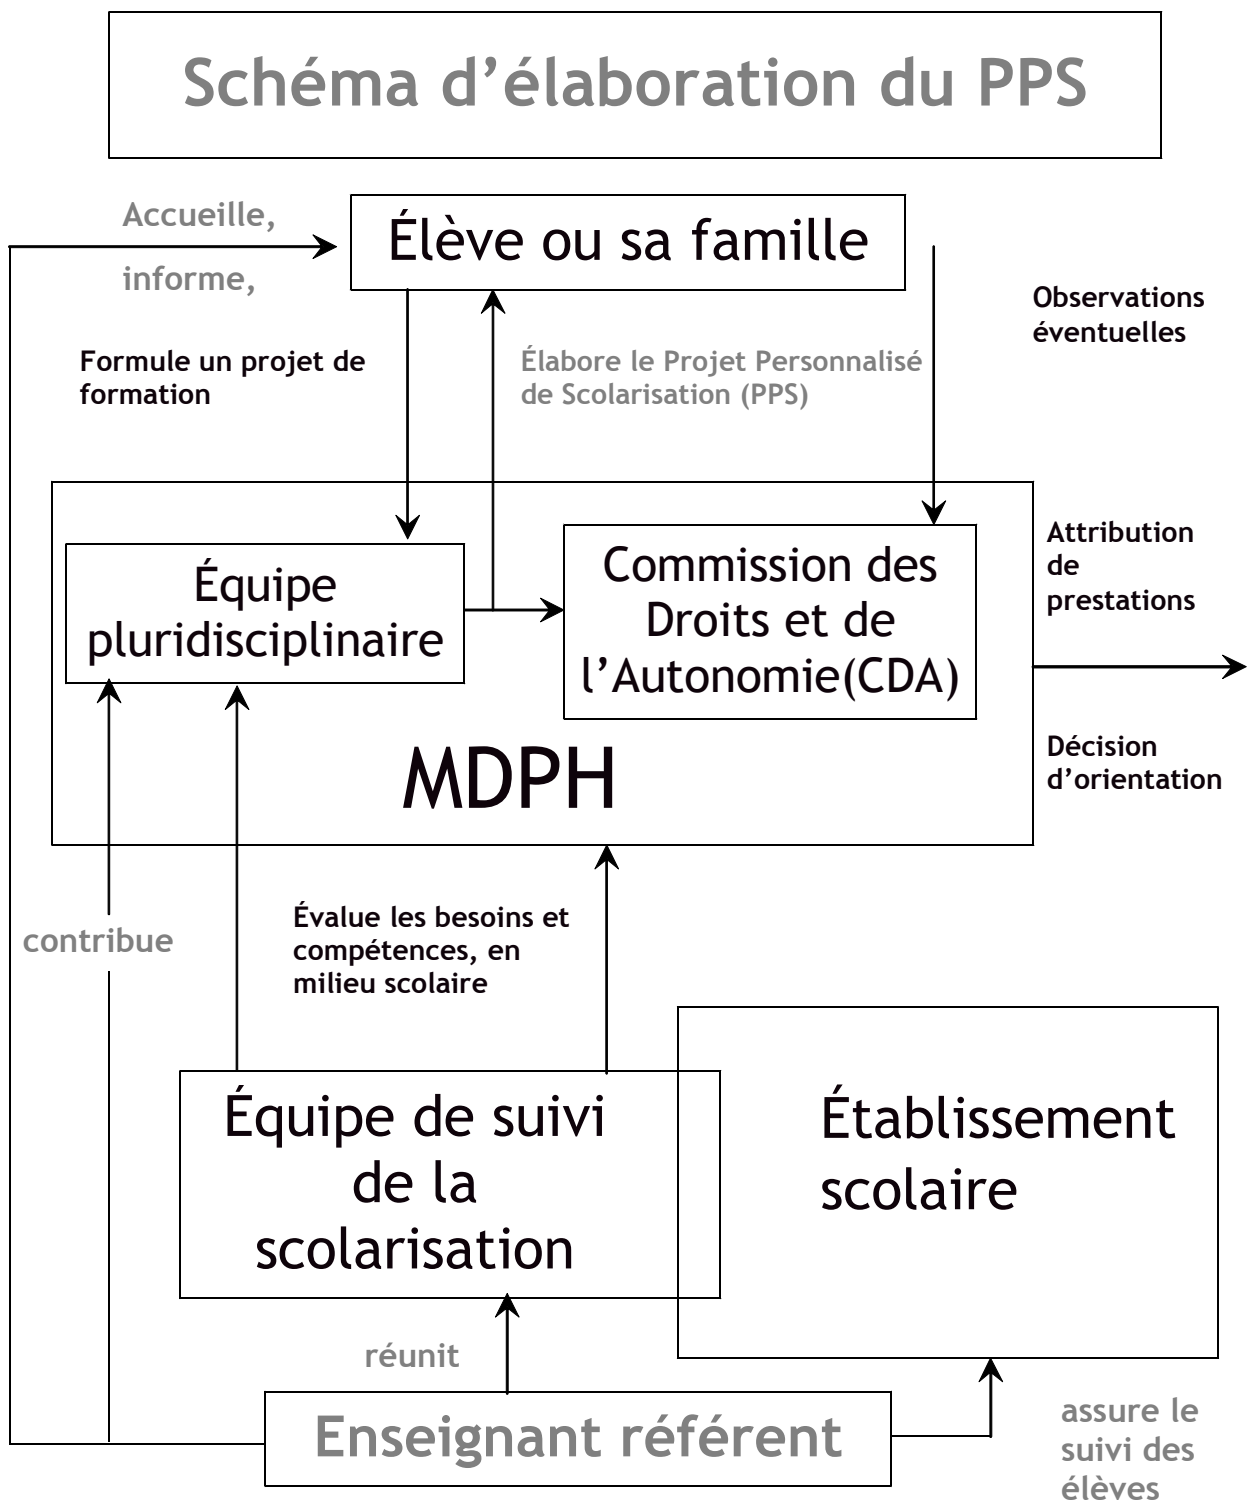 Schéma d’élaboration du PPS
Accueille,
informe,
Élève ou sa famille
Observations
éventuelles
Formule un projet de
formation
Élabore le Projet Personnalisé
de Scolarisation (PPS)
Équipe
pluridisciplinaire
Commission des
Droits et de
l’Autonomie(CDA)
Attribution
de
prestations
MDPH
Décision
d’orientation
contribue
Évalue les besoins et
compétences, en
milieu scolaire
Équipe de suivi
de la
scolarisation
Établissement
scolaire
réunit
Enseignant référent
assure le
suivi des
élèves